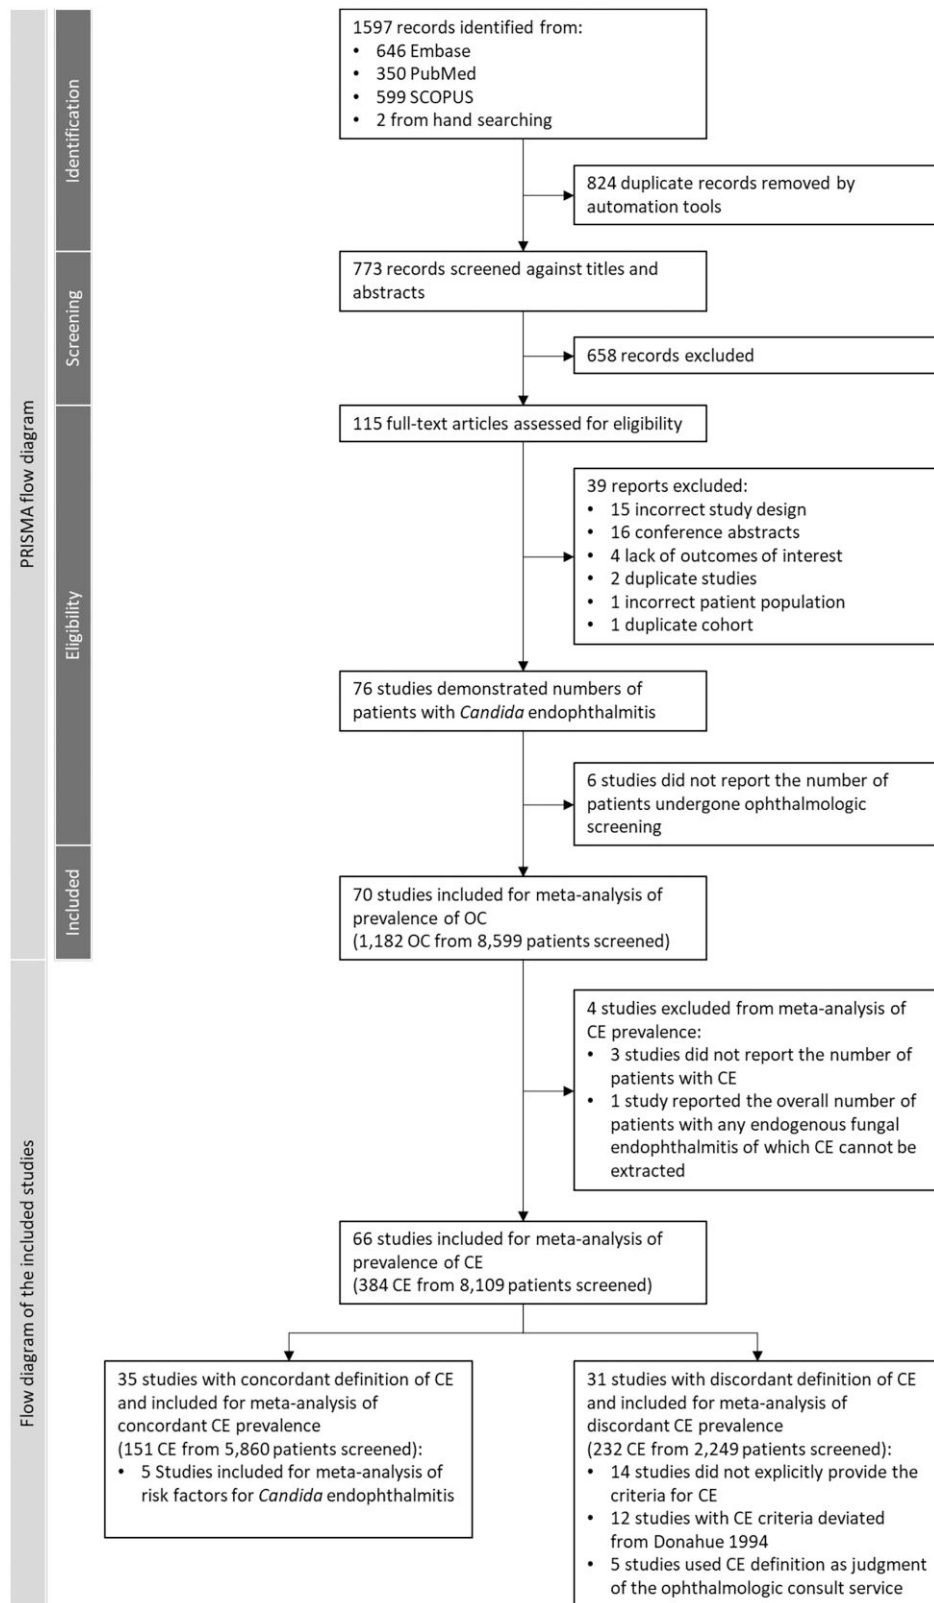 1597 records identified from:
• 646 Embase
• 350 PubMed
• 599 SCOPUS
• 2 from hand searching
Identification
824 duplicate records removed by
automation tools
773 records screened against titles and
abstracts
Screening
658 records excluded
115 full-text articles assessed for eligibility
PRISMA flow diagram
39 reports excluded:
• 15 incorrect study design
• 16 conference abstracts
• 4 lack of outcomes of interest
• 2 duplicate studies
• 1 incorrect patient population
• 1 duplicate cohort
Eligibility
76 studies demonstrated numbers of
patients with Candida endophthalmitis
6 studies did not report the number of
patients undergone ophthalmologic
screening
Included
70 studies included for meta-analysis of
prevalence of OC
(1,182 OC from 8,599 patients screened)
4 studies excluded from meta-analysis of
CE prevalence:
• 3 studies did not report the number of
patients with CE
• 1 study reported the overall number of
patients with any endogenous fungal
endophthalmitis of which CE cannot be
extracted
Flow diagram of the included studies
66 studies included for meta-analysis of
prevalence of CE
(384 CE from 8,109 patients screened)
35 studies with concordant definition of CE
and included for meta-analysis of
concordant CE prevalence
(151 CE from 5,860 patients screened):
• 5 Studies included for meta-analysis of
risk factors for Candida endophthalmitis
31 studies with discordant definition of CE
and included for meta-analysis of
discordant CE prevalence
(232 CE from 2,249 patients screened):
• 14 studies did not explicitly provide the
criteria for CE
• 12 studies with CE criteria deviated
from Donahue 1994
• 5 studies used CE definition as judgment
of the ophthalmologic consult service